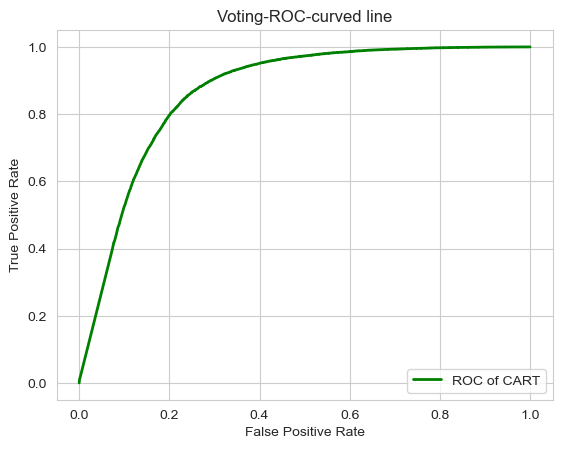 Voting-ROC-curved line
1.0
0.8
0.6
0.4
0.2
0.0
True Positive Rate
ROC of CART
0.0 0.2 0.4 0.6 0.8 1.0
False Positive Rate